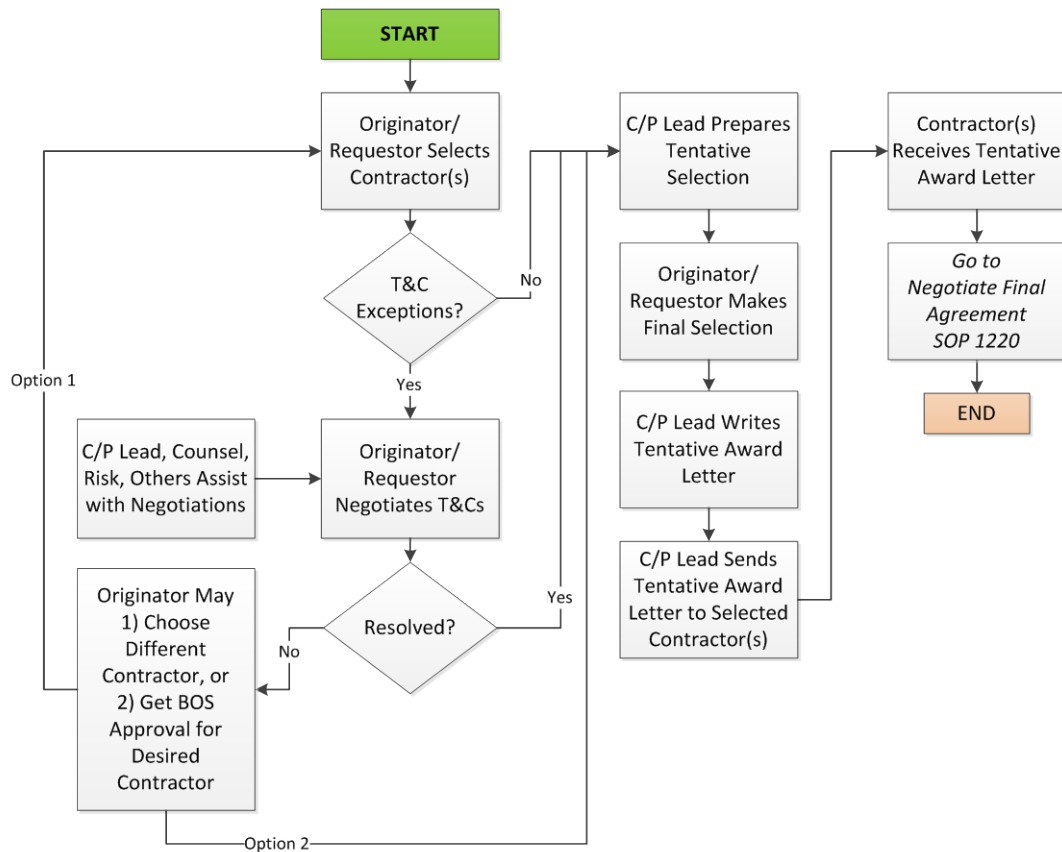 START
Originator/
Requestor Selects
Contractor(s)
T&C
Exceptions?
No
Yes
Option 1
C/P Lead, Counsel,
Risk, Others Assist
with Negotiations
Originator/
Requestor
Negotiates T&Cs
Resolved?
Yes
No
Originator May
1) Choose
Different
Contractor, or
2) Get BOS
Approval for
Desired
Contractor
Option 2
C/P Lead Prepares
Tentative
Selection
Originator/
Requestor Makes
Final Selection
C/P Lead Writes
Tentative Award
Letter
C/P Lead Sends
Tentative Award
Letter to Selected
Contractor(s)
Contractor(s)
Receives Tentative
Award Letter
Go to
Negotiate Final
Agreement
SOP 1220
END